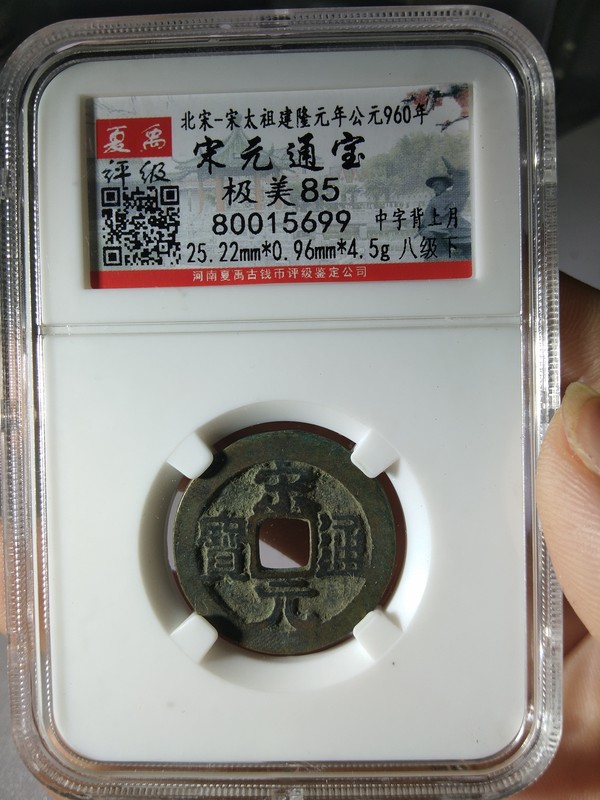 北宋-宋太祖建隆元年公元960年
夏禹
评级
宋元通宝
极美85
80015699 中字背上月
25.22mm*0.96mm*4.5g 八级下
河南夏禹古钱币评级鉴定公司
宋
寶 通
元